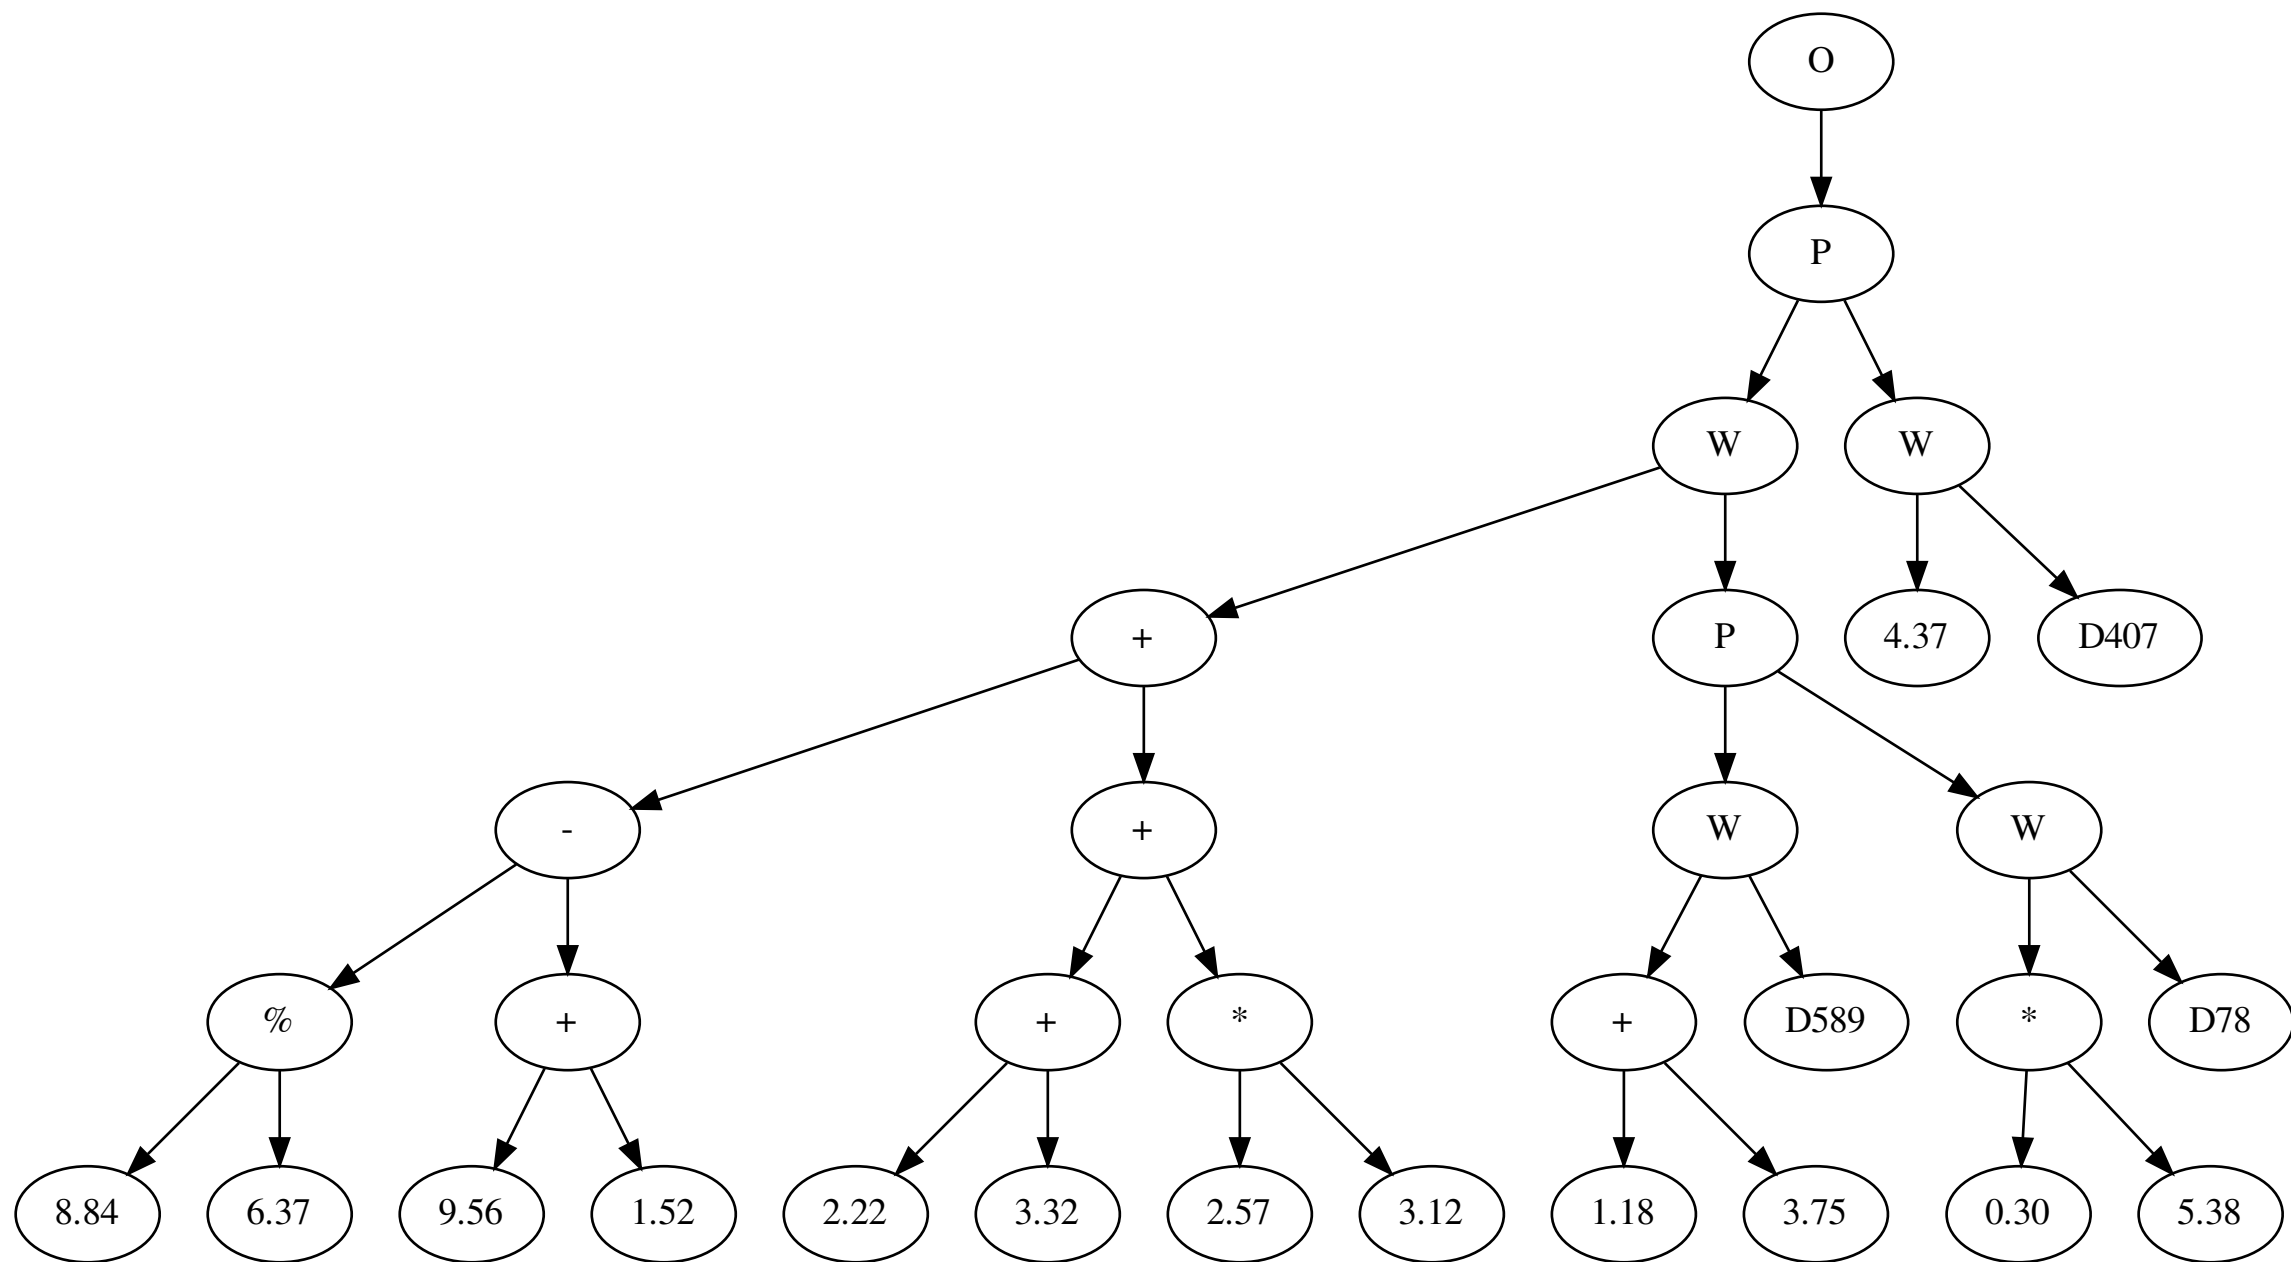 O
P
W W
+ P 4.37 D407
- + W W
% + + * + D589 * D78
8.84 6.37 9.56 1.52 2.22 3.32 2.57 3.12 1.18 3.75 0.30 5.38